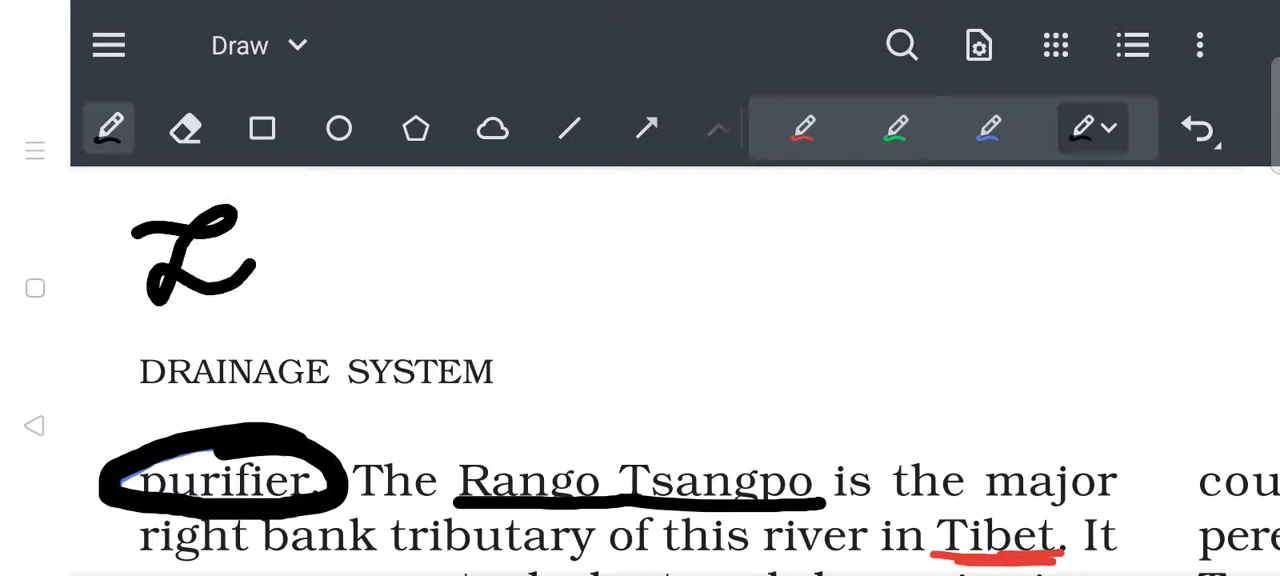 Draw
L
DRAINAGE SYSTEM
purifier. The Rango Tsangpo is the major
right bank tributary of this river in Tibet. It
cou
pere